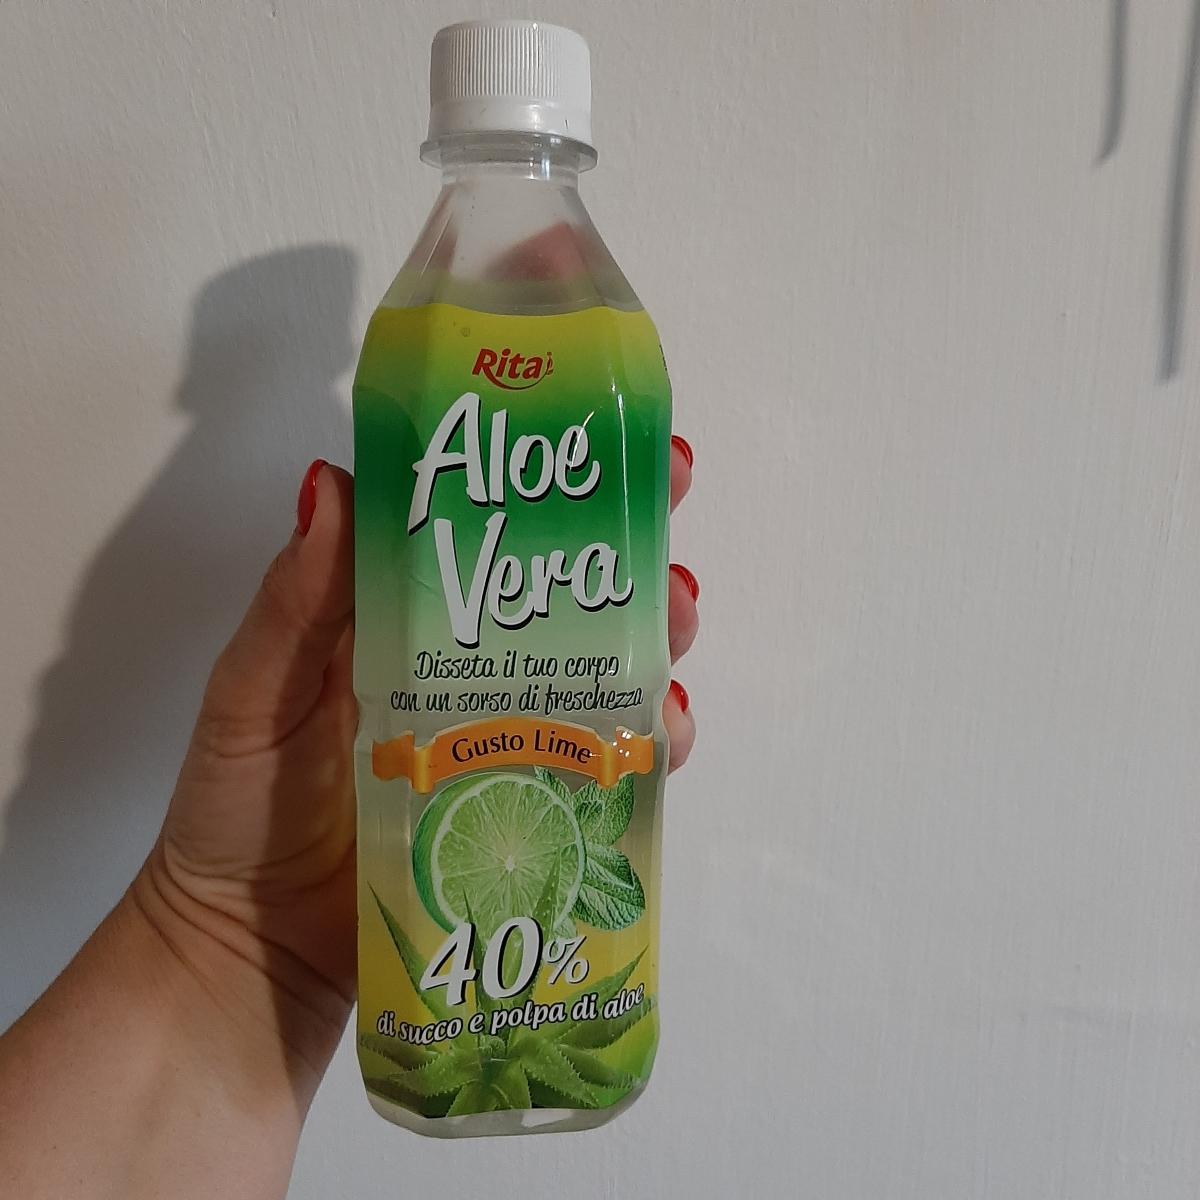 Rita
Aloe
Vera
Disseta il tuo corpo
con un sorso di freschezza
Gusto Lime
40%
di succo e polpa di aloe